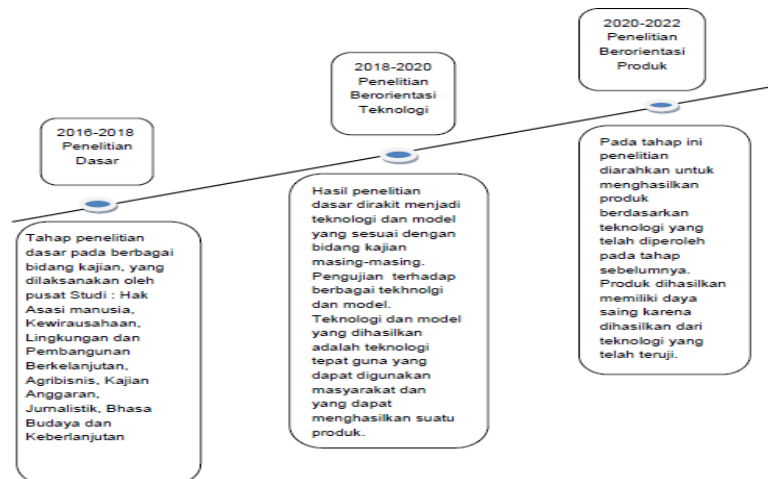 2016-2018
Penelitian
Dasar
Tahap penelitian
dasar pada berbagai
bidang kajian, yang
dilaksanakan oleh
pusat Studi : Hak
Asasi manusia,
Kewirausahaan,
Lingkungan dan
Pembangunan
Berkelanjutan,
Agribisnis, Kajian
Anggaran,
Jurnalistik, Bhasa
Budaya dan
Keberlanjutan
2018-2020
Penelitian
Berorientasi
Teknologi
Hasil penelitian
dasar dirakit menjadi
teknologi dan model
yang sesuai dengan
bidang kajian
masing-masing.
Pengujian terhadap
berbagai tekhnolgi
dan model.
Teknologi dan model
yang dihasilkan
adalah teknologi
tepat guna yang
dapat digunakan
masyarakat dan
yang dapat
menghasilkan suatu
produk.
2020-2022
Penelitian
Berorientasi
Produk
Pada tahap ini
penelitian
diarahkan untuk
menghasilkan
produk
berdasarkan
teknologi yang
telah diperoleh
pada tahap
sebelumnya.
Produk dihasilkan
memiliki daya
saing karena
dihasilkan dari
teknologi yang
telah teruji.